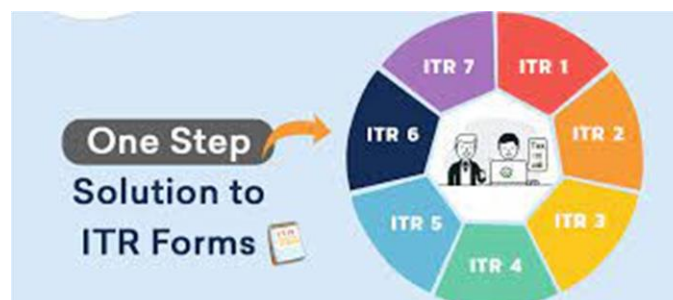 One Step
Solution to
ITR Forms
ITR 1
ITR 2
ITR 3
ITR 4
ITR 5
ITR 6
ITR 7